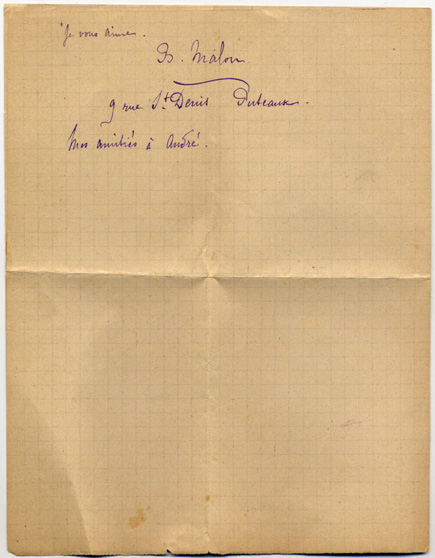 Je vous aime.
B. Malon
9 rue St. Denis Puteaux.
Mes amitiés à André.